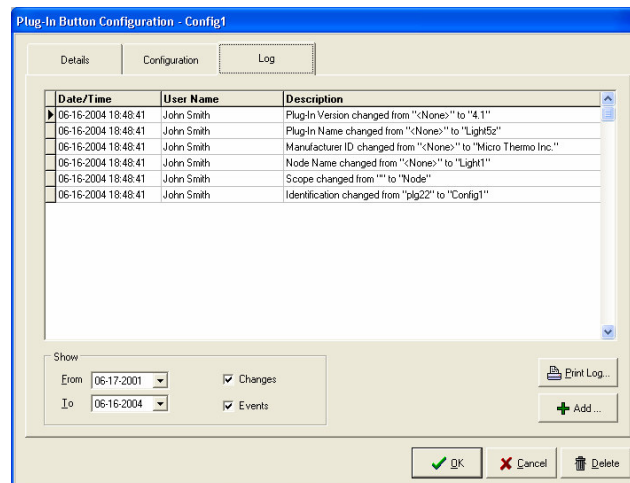 Plug-In Button Configuration - Config1
Details Configuration Log
Date/Time User Name Description
06-16-2004 18:48:41 John Smith Plug-In Version changed from "<None>" to "4.1"
06-16-2004 18:48:41 John Smith Plug-In Name changed from "<None>" to "Light5z"
06-16-2004 18:48:41 John Smith Manufacturer ID changed from "<None>" to "Micro Thermo Inc."
06-16-2004 18:48:41 John Smith Node Name changed from "<None>" to "Light1"
06-16-2004 18:48:41 John Smith Scope changed from "" to "Node"
06-16-2004 18:48:41 John Smith Identification changed from "plg22" to "Config1"
Show
From 06-17-2001 Changes
To 06-16-2004 Events
Print Log...
Add ...
OK Cancel Delete